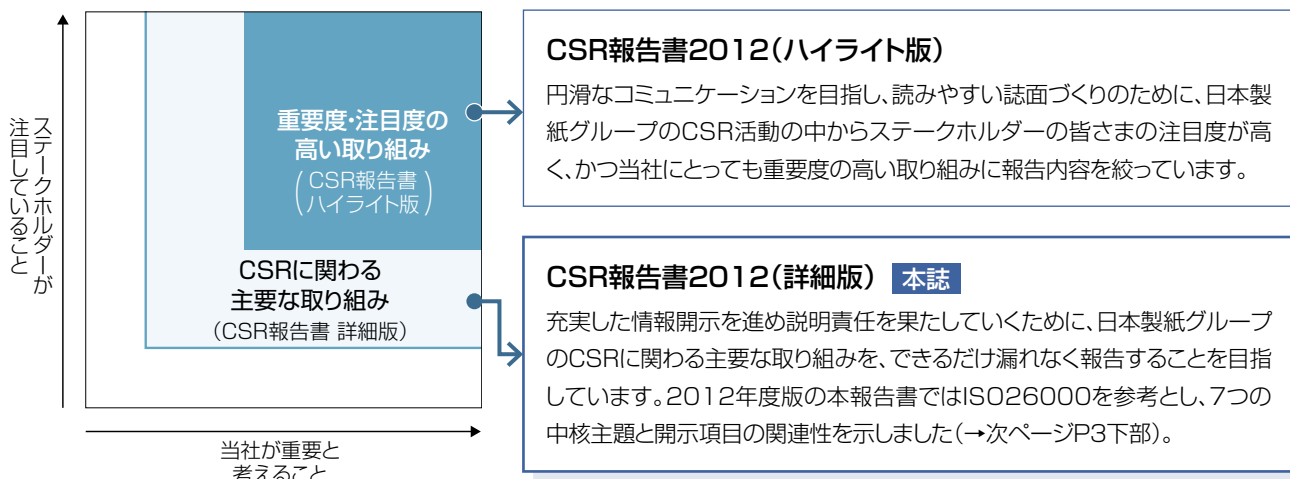 ステークホルダーが
注目していること
重要度・注目度の
高い取り組み
（CSR報告書
ハイライト版）
CSRに関わる
主要な取り組み
（CSR報告書 詳細版）
当社が重要と
考えること
CSR報告書2012（ハイライト版）
円滑なコミュニケーションを目指し、読みやすい誌面づくりのために、日本製
紙グループのCSR活動の中からステークホルダーの皆さまの注目度が高
く、かつ当社にとっても重要度の高い取り組みに報告内容を絞っています。
CSR報告書2012（詳細版） 本誌
充実した情報開示を進め説明責任を果たしていくために、日本製紙グループ
のCSRに関わる主要な取り組みを、できるだけ漏れなく報告することを目指
しています。2012年度版の本報告書ではISO26000を参考とし、7つの
中核主題と開示項目の関連性を示しました（→次ページP3下部）。